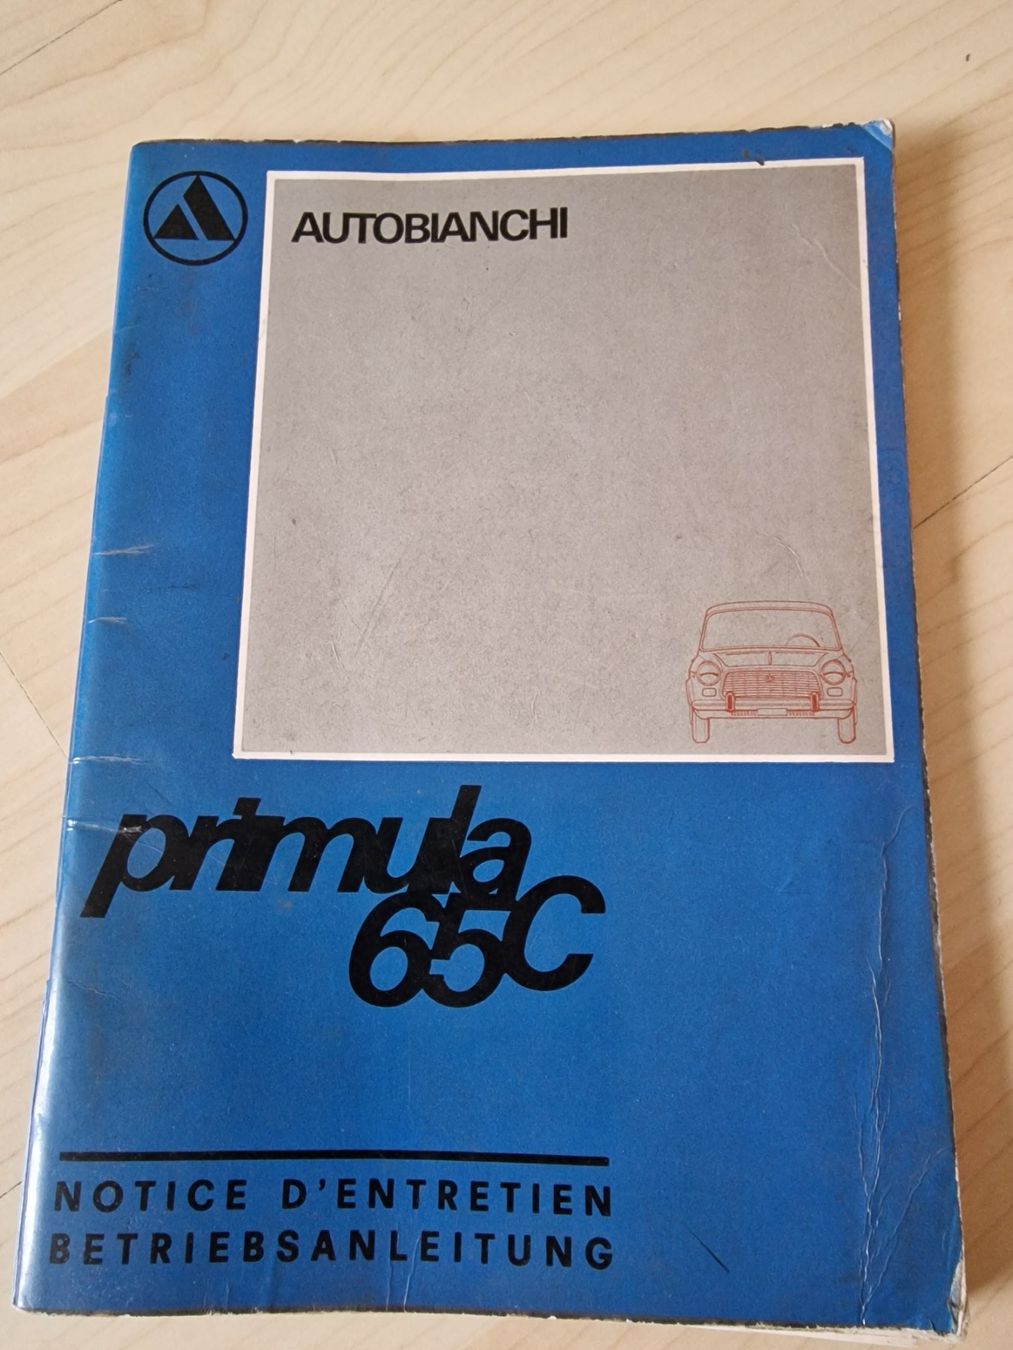 AUTOBIANCHI
primula
65C
NOTICE D'ENTRETIEN
BETRIEBSANLEITUNG